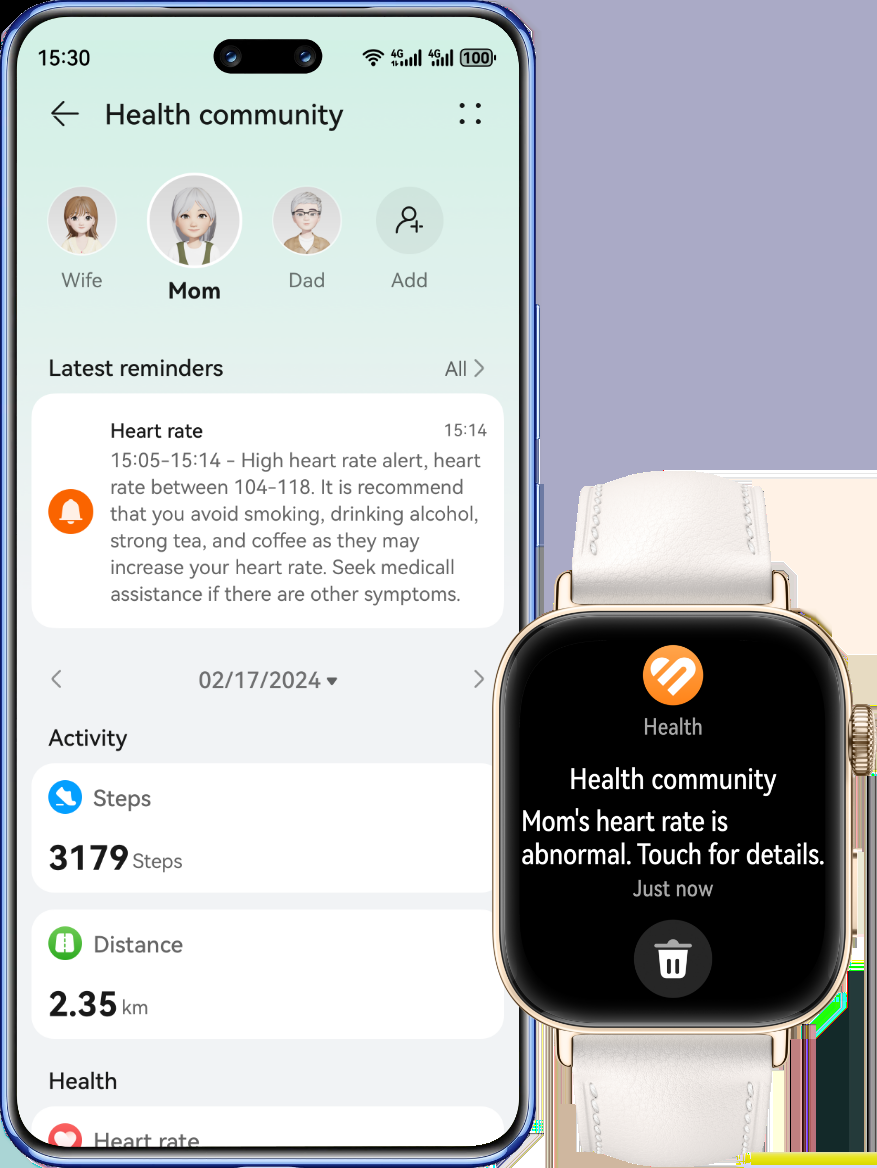 15:30
4G 4G 100
Health community
Wife
Mom
Dad
Add
Latest reminders
All
Heart rate
15:14
15:05-15:14 - High heart rate alert, heart
rate between 104-118. It is recommend
that you avoid smoking, drinking alcohol,
strong tea, and coffee as they may
increase your heart rate. Seek medicall
assistance if there are other symptoms.
02/17/2024
Activity
Steps
3179 Steps
Distance
2.35 km
Health
Heart rate
Health
Health community
Mom's heart rate is
abnormal. Touch for details.
Just now